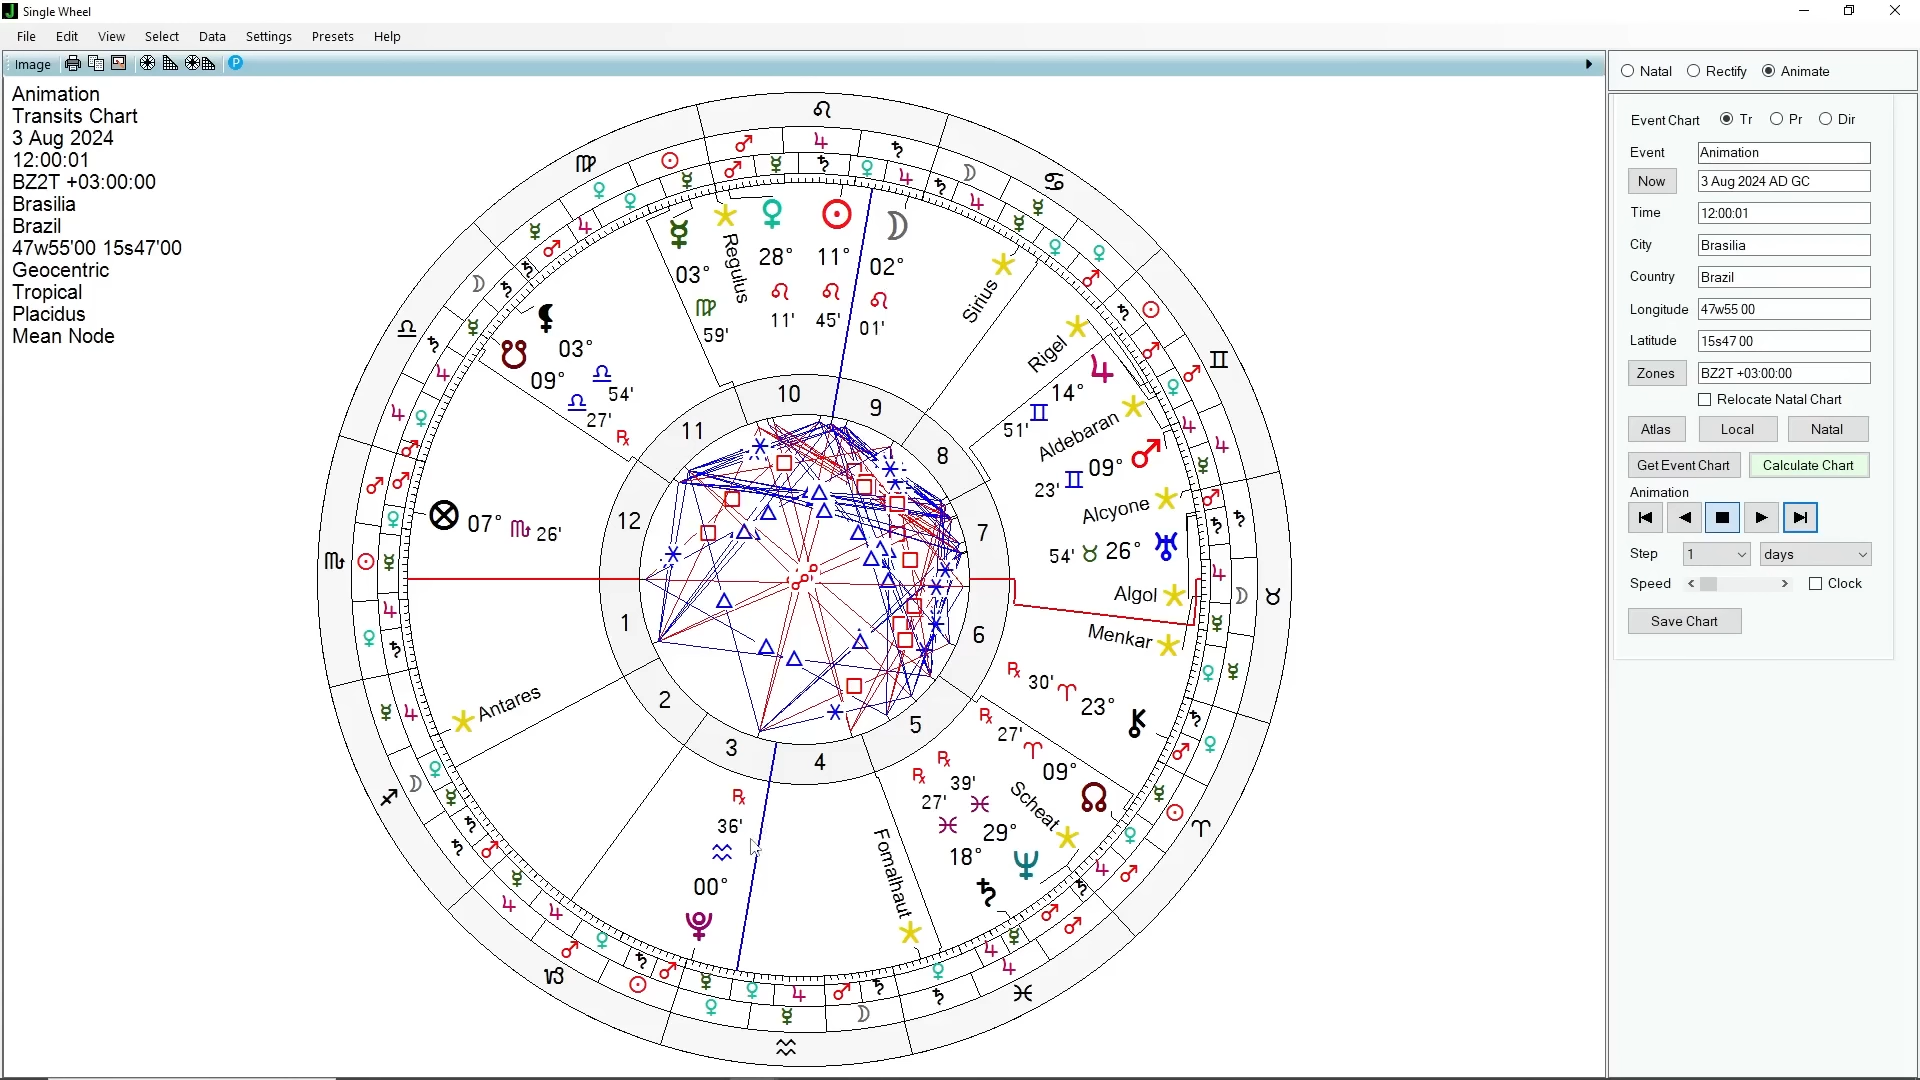 Single Wheel
File Edit View Select Data Settings Presets Help
Image
Animation
Transits Chart
3 Aug 2024
12:00:01
BZ2T +03:00:00
Brasilia
Brazil
47w55'00 15s47'00
Geocentric
Tropical
Placidus
Mean Node
Regulus
03°
59'
28°
11'
11°
45'
02°
01'
Sirius
Rigel
14°
51'
Aldebaran
09°
23'
Alcyone
54' 26°
Algol
Menkar
30' 23°
27' 09°
Scheat
39' 29°
27' 18°
Fomalhaut
36'
00°
Antares
07° 26'
03° 54'
09° 27'
10
9
11
8
12
7
1
6
2
5
3
4
Natal Rectify Animate
Event Chart Tr Pr Dir
Event Animation
Now 3 Aug 2024 AD GC
Time 12:00:01
City Brasilia
Country Brazil
Longitude 47w55 00
Latitude 15s47 00
Zones BZ2T +03:00:00
Relocate Natal Chart
Atlas Local Natal
Get Event Chart Calculate Chart
Animation
Step 1 days
Speed < > Clock
Save Chart